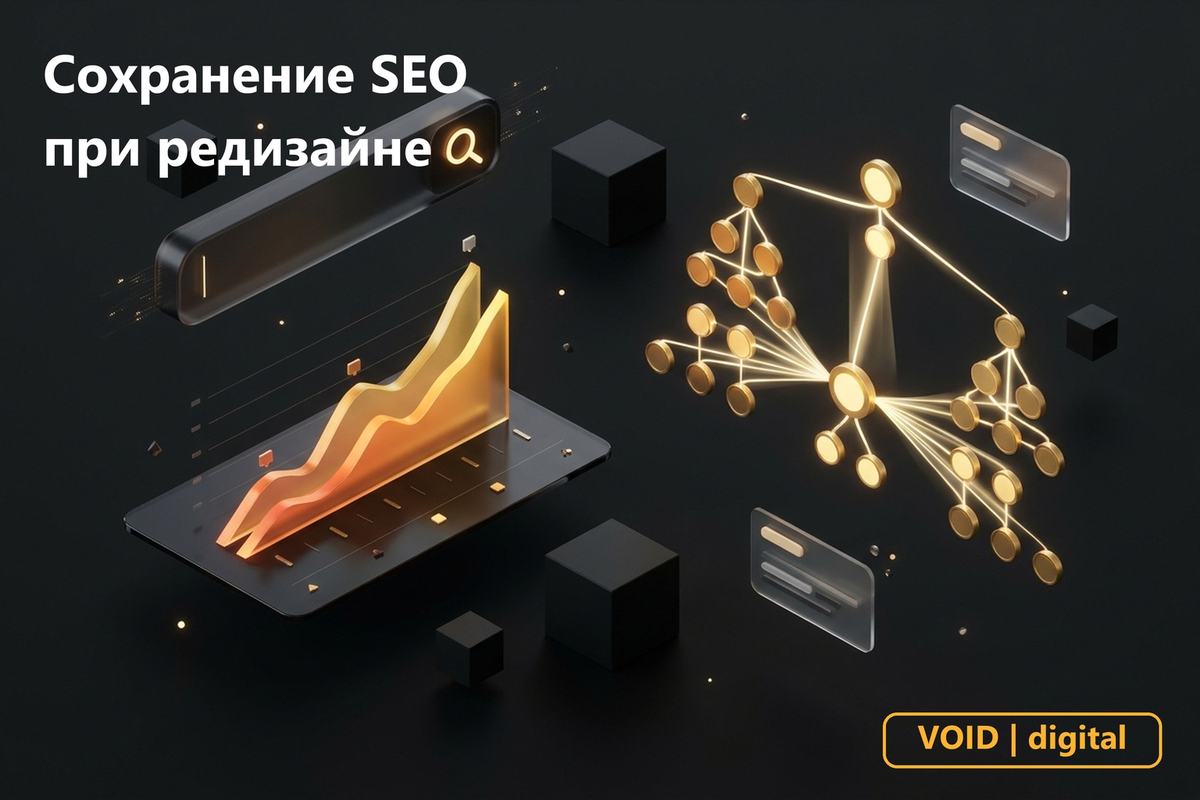 Сохранение SEO
при редизайне
VOID | digital